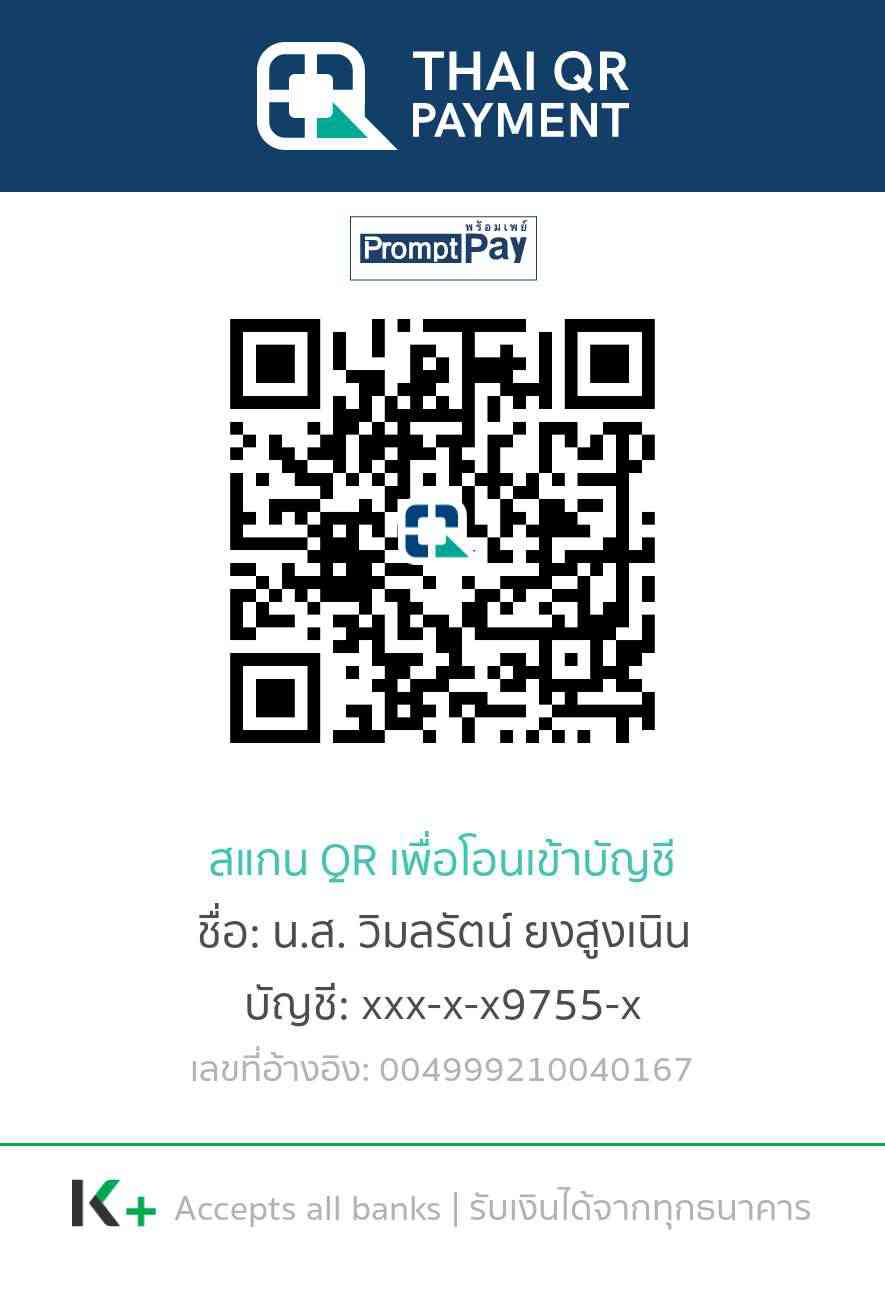 THAI QR
PAYMENT
พร้อมเพย์
PromptPay
สแกน QR เพื่อโอนเข้าบัญชี
ชื่อ: น.ส. วิมลรัตน์ ยงสูงเนิน
บัญชี: xxx-x-x9755-x
เลขที่อ้างอิง: 004999210040167
K+ Accepts all banks | รับเงินได้จากทุกธนาคาร